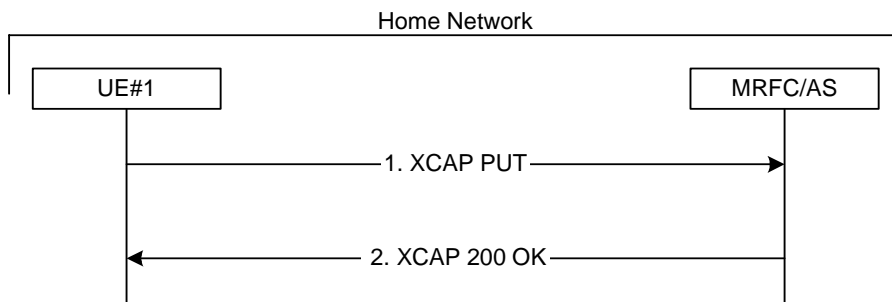 Home Network
UE#1
MRFC/AS
1. XCAP PUT
2. XCAP 200 OK